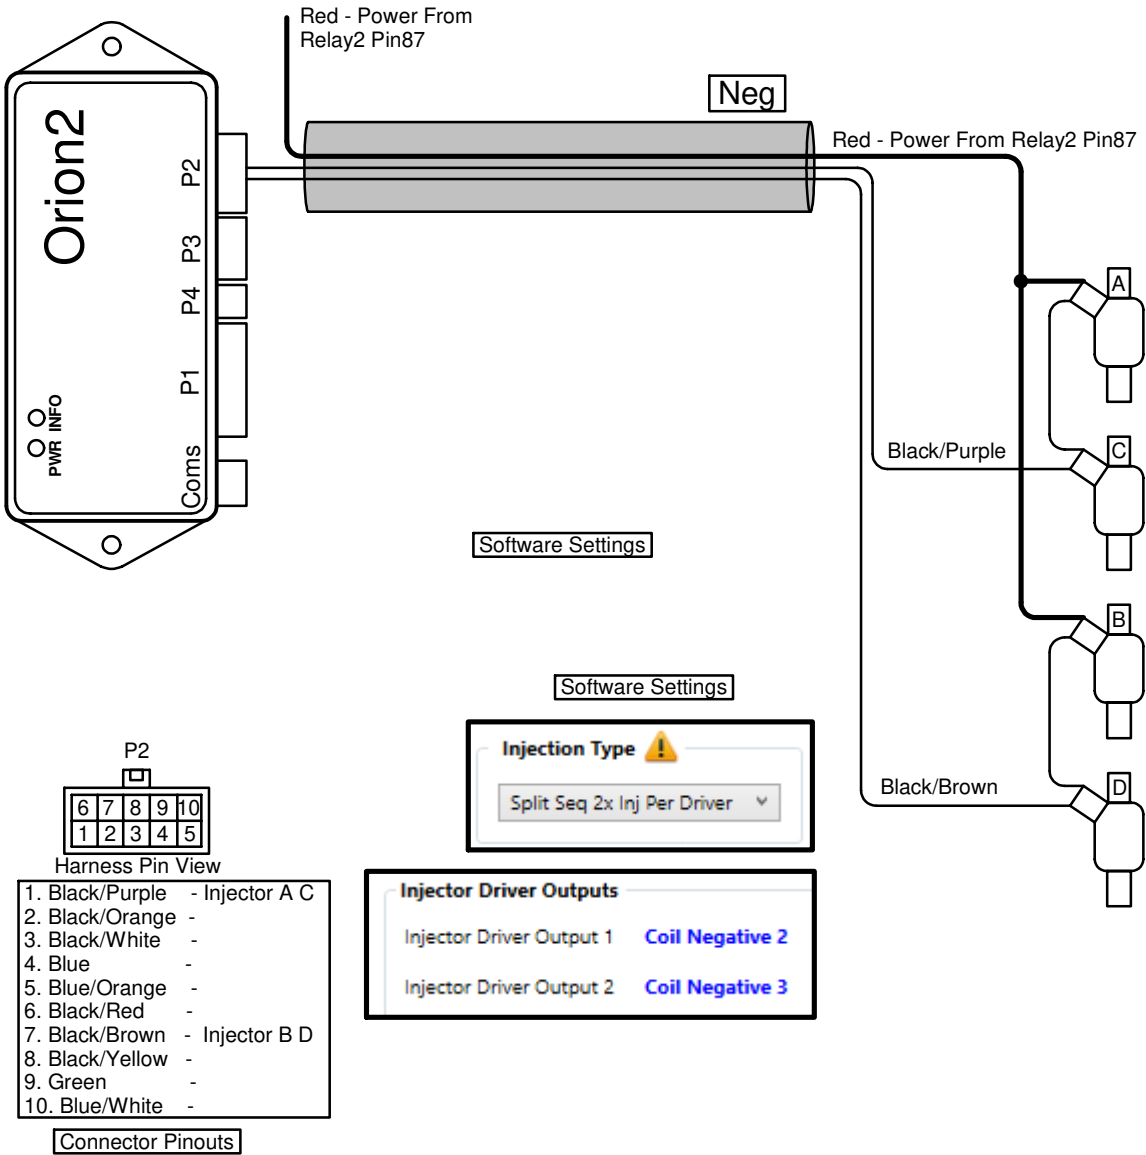 Red - Power From
Relay2 Pin87
Neg
Red - Power From Relay2 Pin87
Orion2
P2
P3
P4
P1
Coms
INFO
PWR
A
Black/Purple
C
Software Settings
B
Software Settings
Black/Brown
D
Injection Type
Split Seq 2x Inj Per Driver
P2
6 7 8 9 10
1 2 3 4 5
Harness Pin View
1. Black/Purple - Injector A C
2. Black/Orange -
3. Black/White -
4. Blue -
5. Blue/Orange -
6. Black/Red -
7. Black/Brown - Injector B D
8. Black/Yellow -
9. Green -
10. Blue/White -
Connector Pinouts
Injector Driver Outputs
Injector Driver Output 1 Coil Negative 2
Injector Driver Output 2 Coil Negative 3